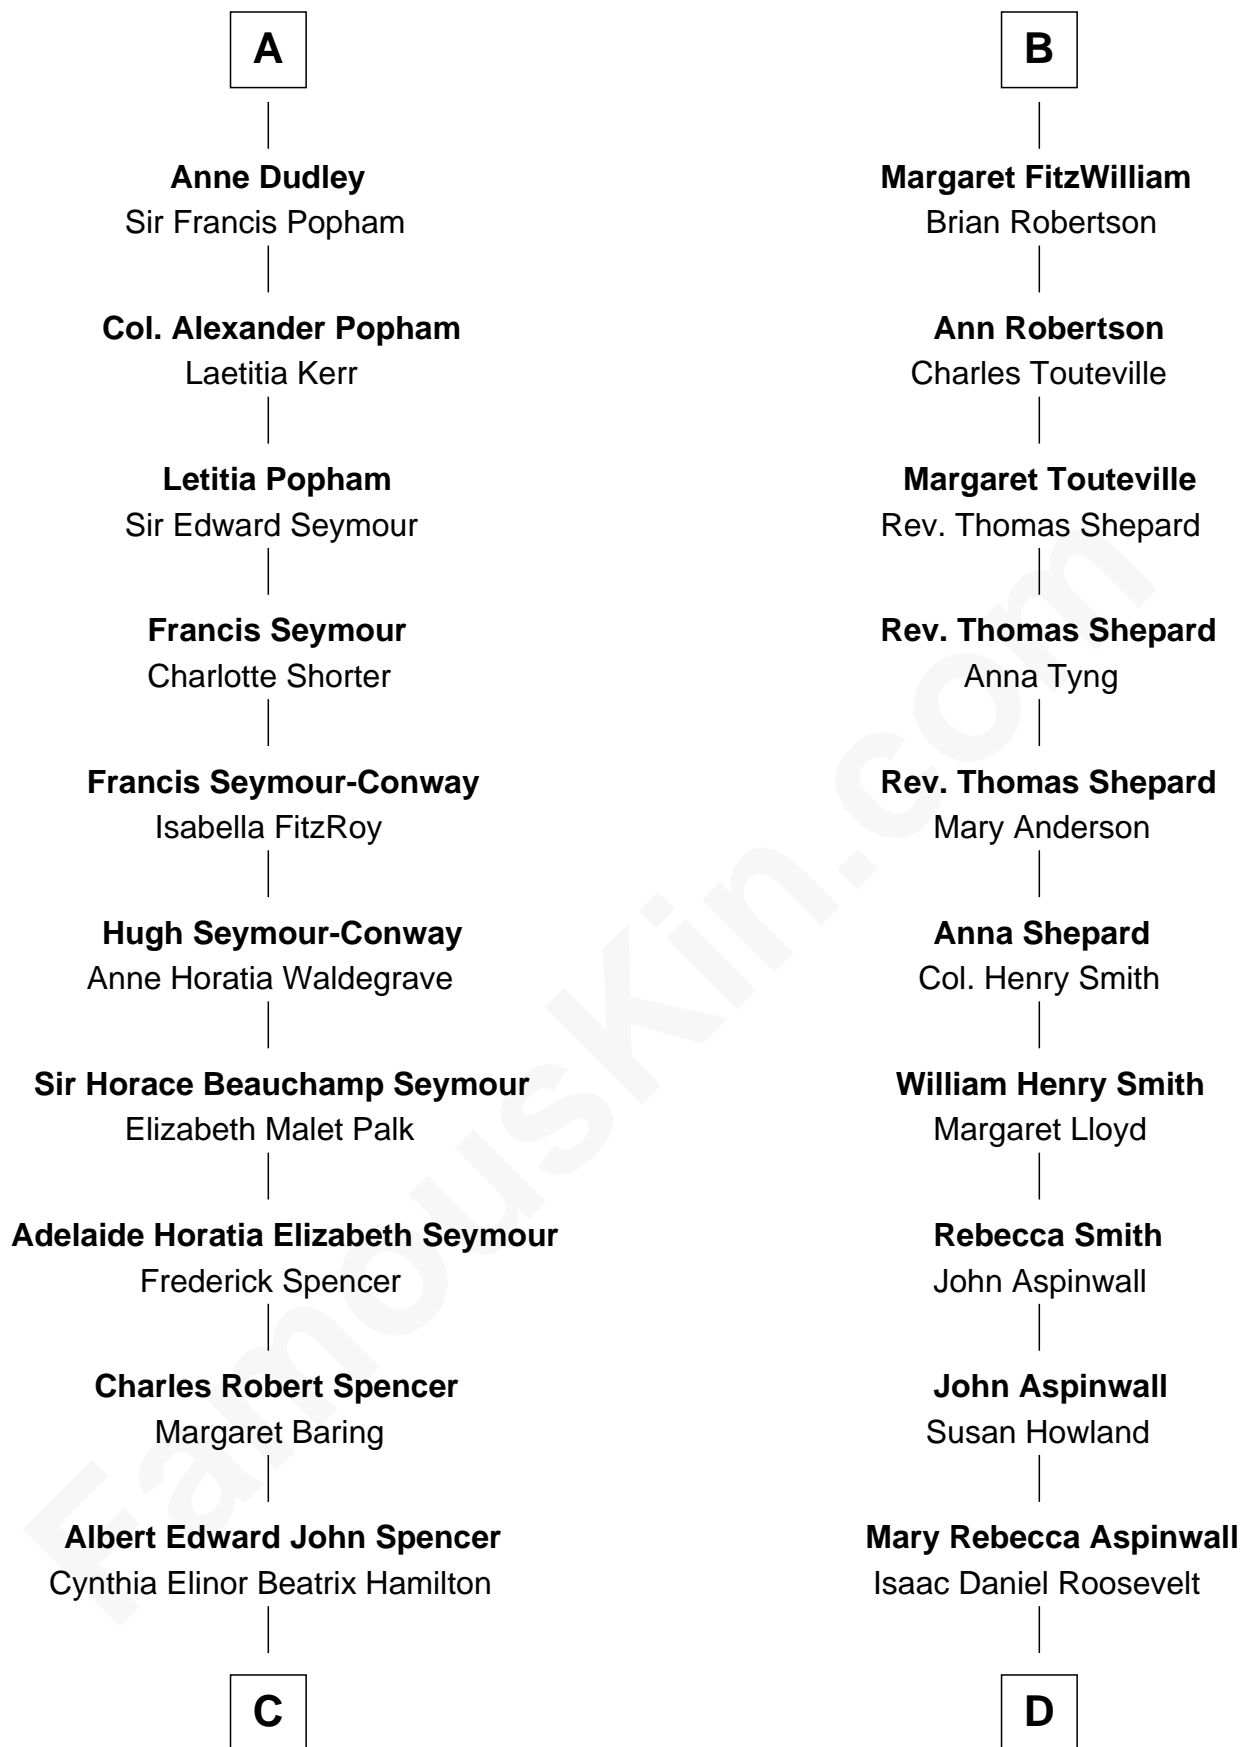 A
Anne Dudley
Sir Francis Popham
Col. Alexander Popham
Laetitia Kerr
Letitia Popham
Sir Edward Seymour
Francis Seymour
Charlotte Shorter
Francis Seymour-Conway
Isabella FitzRoy
Hugh Seymour-Conway
Anne Horatia Waldegrave
Sir Horace Beauchamp Seymour
Elizabeth Malet Palk
Adelaide Horatia Elizabeth Seymour
Frederick Spencer
Charles Robert Spencer
Margaret Baring
Albert Edward John Spencer
Cynthia Elinor Beatrix Hamilton
C
B
Margaret FitzWilliam
Brian Robertson
Ann Robertson
Charles Touteville
Margaret Touteville
Rev. Thomas Shepard
Rev. Thomas Shepard
Anna Tyng
Rev. Thomas Shepard
Mary Anderson
Anna Shepard
Col. Henry Smith
William Henry Smith
Margaret Lloyd
Rebecca Smith
John Aspinwall
John Aspinwall
Susan Howland
Mary Rebecca Aspinwall
Isaac Daniel Roosevelt
D
FamousKin.com